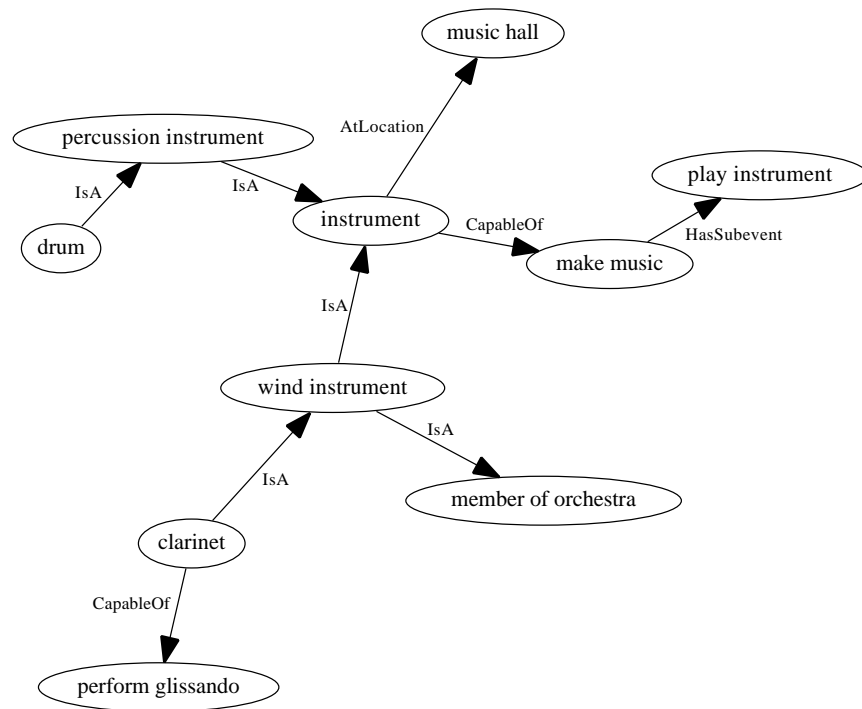 music hall
AtLocation
percussion instrument
play instrument
IsA
IsA
instrument
CapableOf
HasSubevent
drum
make music
IsA
wind instrument
IsA
member of orchestra
IsA
clarinet
CapableOf
perform glissando